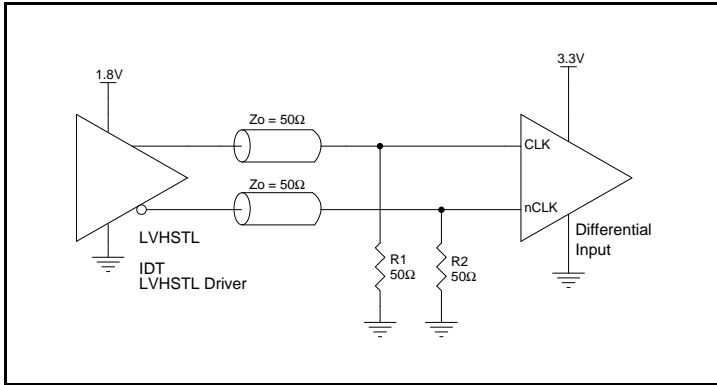 1.8V
3.3V
Zo = 50Ω
CLK
Zo = 50Ω
nCLK
LVHSTL
IDT
LVHSTL Driver
R1
50Ω
R2
50Ω
Differential
Input